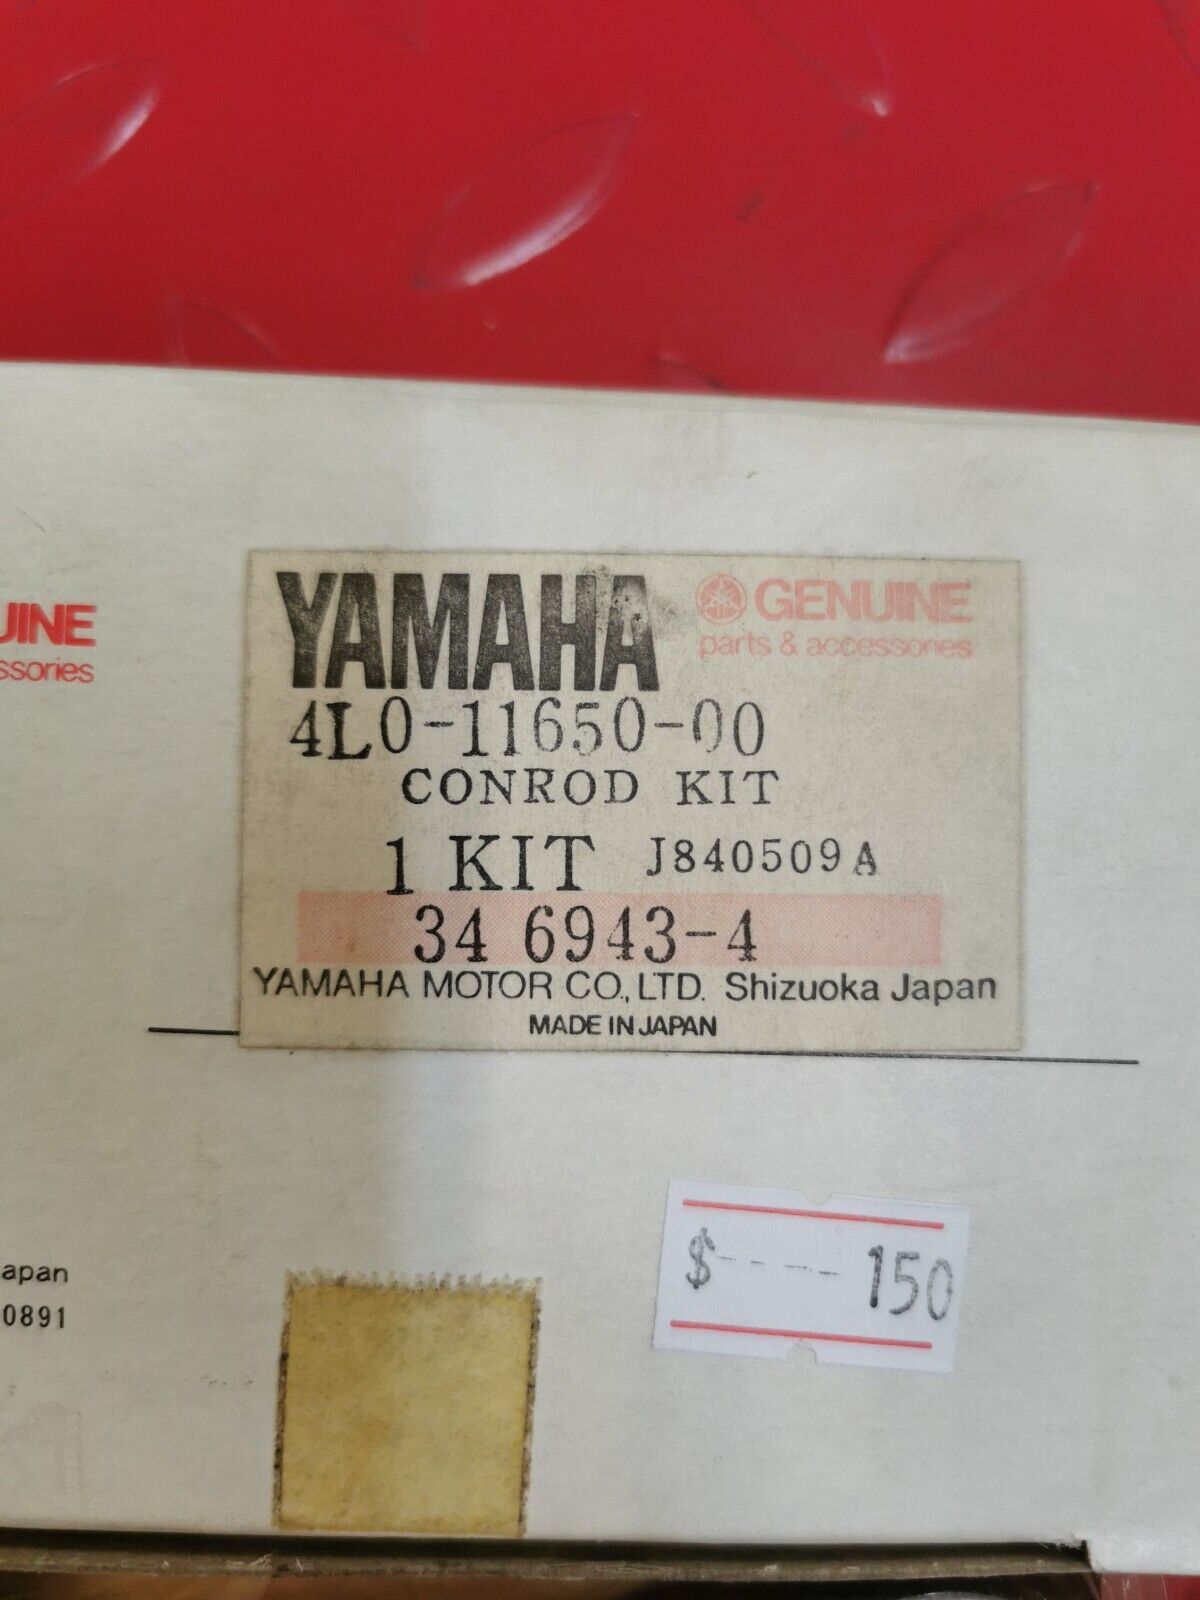 YAMAHA GENUINE
parts & accessories
4L0-11650-00
CONROD KIT
1 KIT J840509A
34 6943-4
YAMAHA MOTOR CO., LTD. Shizuoka Japan
MADE IN JAPAN
UINE
ssories
$---- 150
apan
0891